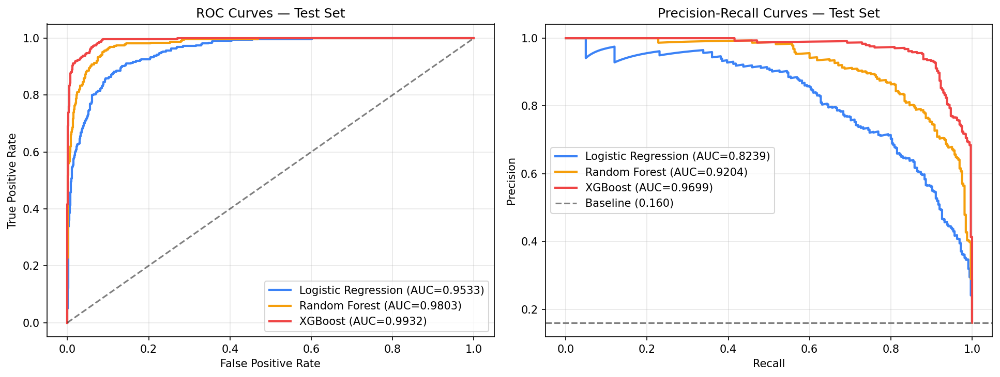 ROC Curves — Test Set
True Positive Rate
1.0
0.8
0.6
0.4
0.2
0.0
Logistic Regression (AUC=0.9533)
Random Forest (AUC=0.9803)
XGBoost (AUC=0.9932)
0.0 0.2 0.4 0.6 0.8 1.0
False Positive Rate
Precision-Recall Curves — Test Set
Precision
1.0
0.8
0.6
0.4
0.2
Logistic Regression (AUC=0.8239)
Random Forest (AUC=0.9204)
XGBoost (AUC=0.9699)
Baseline (0.160)
0.0 0.2 0.4 0.6 0.8 1.0
Recall